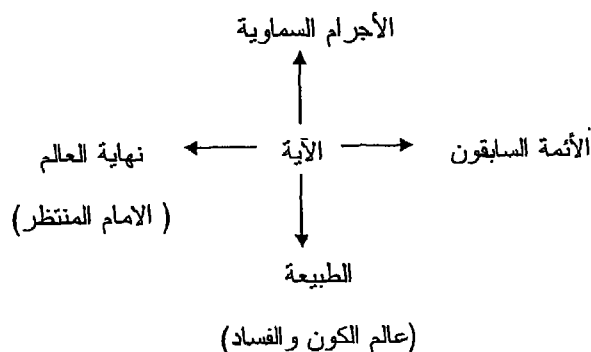 الأجرام السماوية
الأئمة السابقون
الآية
نهاية العالم
( الامام المنتظر)
الطبيعة
(عالم الكون والفساد)